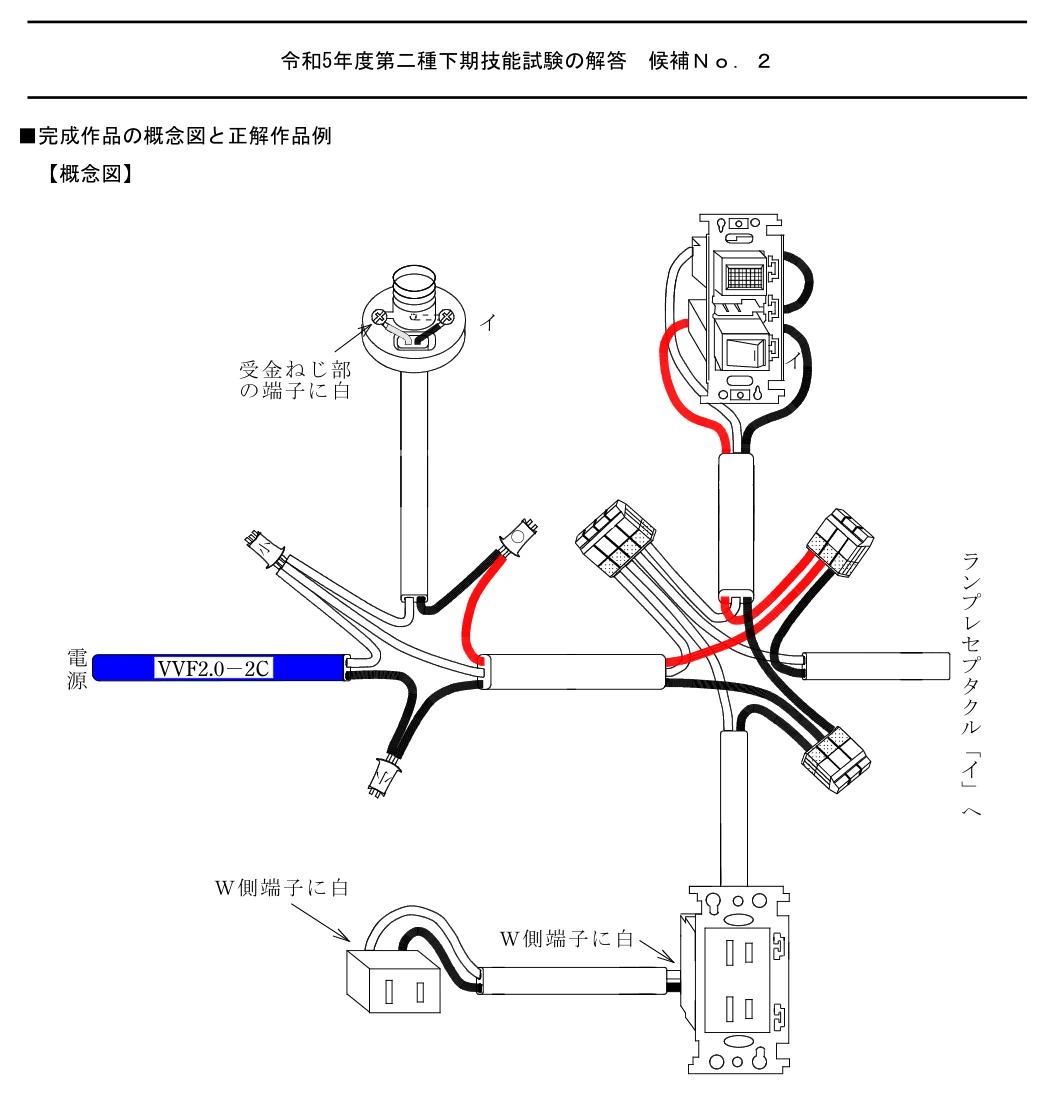 令和5年度第二種下期技能試験の解答　候補Ｎｏ．２
■完成作品の概念図と正解作品例
【概念図】
イ
受金ねじ部
の端子に白
イ
電源
VVF2.0－2C
ランプレセプタクル「イ」へ
W側端子に白
W側端子に白